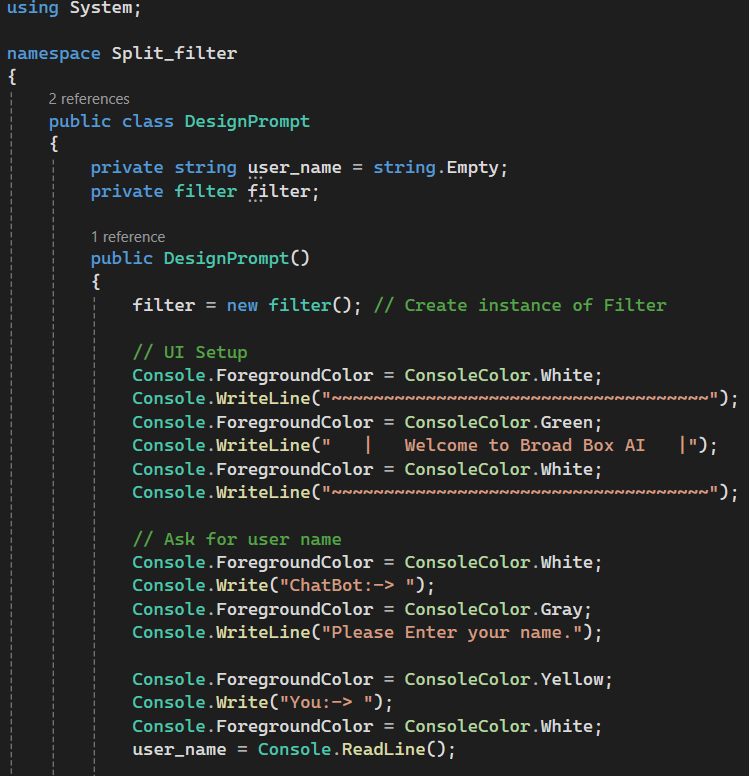 using System;
namespace Split_filter
{
2 references
public class DesignPrompt
{
private string user_name = string.Empty;
private filter filter;
1 reference
public DesignPrompt()
{
filter = new filter(); // Create instance of Filter
// UI Setup
Console.ForegroundColor = ConsoleColor.White;
Console.WriteLine("~~~~~~~~~~~~~~~~~~~~~~~~~~~~~~~~~~~~");
Console.ForegroundColor = ConsoleColor.Green;
Console.WriteLine("   |   Welcome to Broad Box AI   |");
Console.ForegroundColor = ConsoleColor.White;
Console.WriteLine("~~~~~~~~~~~~~~~~~~~~~~~~~~~~~~~~~~~~");
// Ask for user name
Console.ForegroundColor = ConsoleColor.White;
Console.Write("ChatBot:-> ");
Console.ForegroundColor = ConsoleColor.Gray;
Console.WriteLine("Please Enter your name.");
Console.ForegroundColor = ConsoleColor.Yellow;
Console.Write("You:-> ");
Console.ForegroundColor = ConsoleColor.White;
user_name = Console.ReadLine();